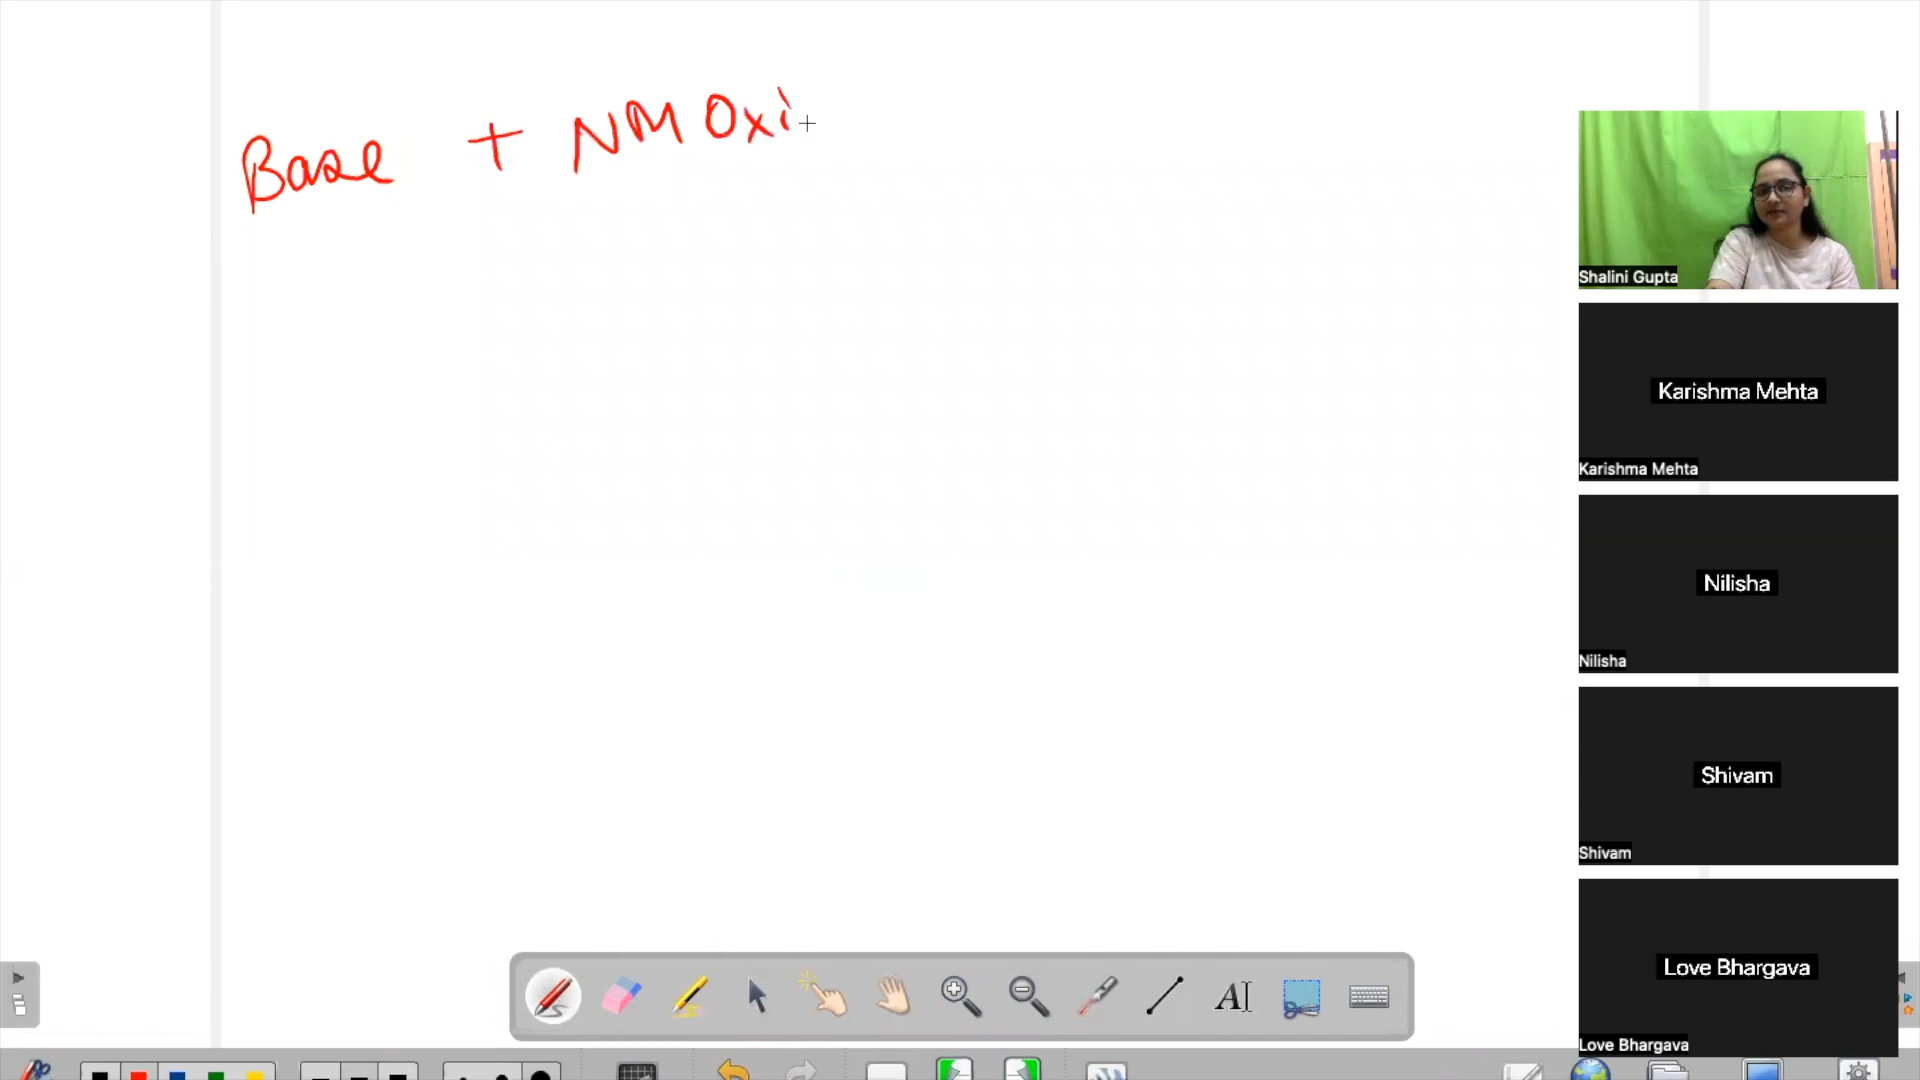 Base + NM Oxi
Shalini Gupta
Karishma Mehta
Karishma Mehta
Nilisha
Nilisha
Shivam
Shivam
Love Bhargava
Love Bhargava